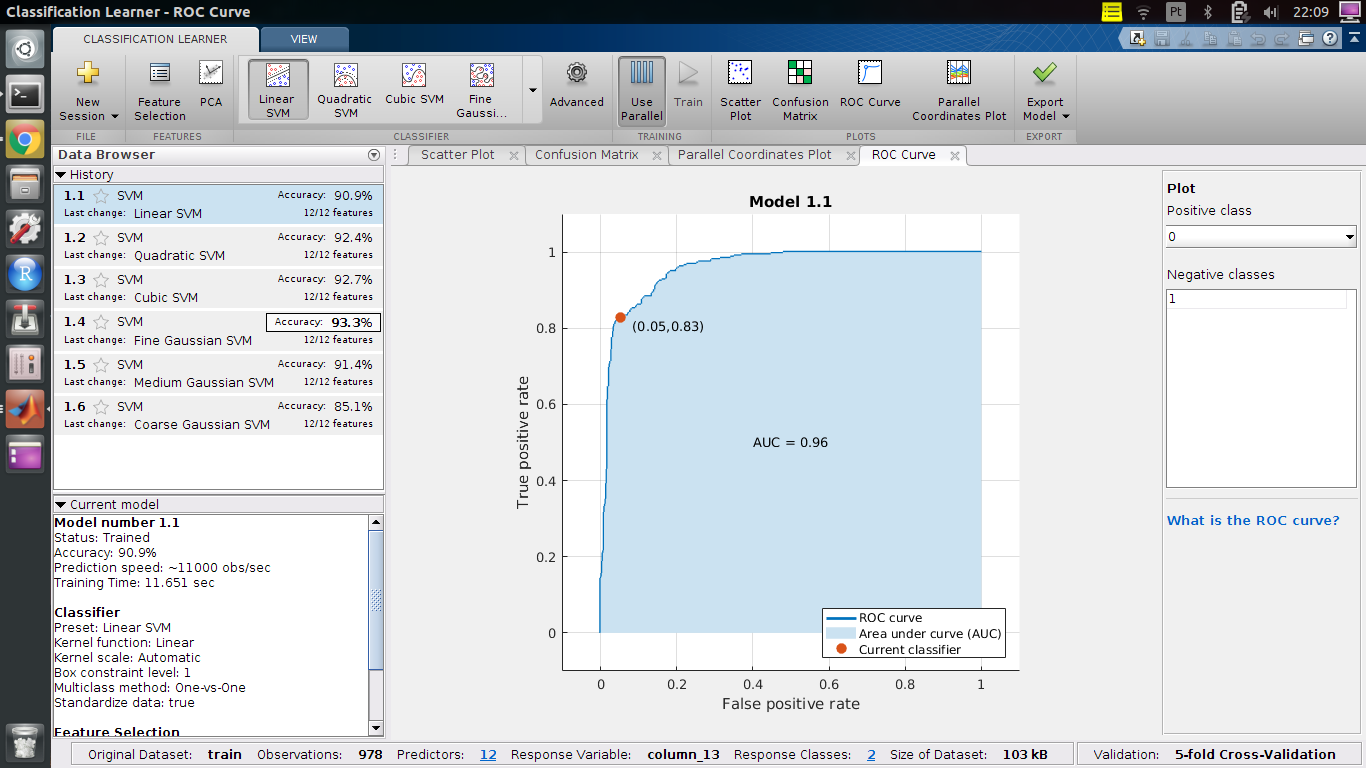 Classification Learner - ROC Curve
Pt
22:09
CLASSIFICATION LEARNER
VIEW
New Session
Feature Selection
PCA
Linear SVM
Quadratic SVM
Cubic SVM
Fine Gaussi...
Advanced
Use Parallel
Train
Scatter Plot
Confusion Matrix
ROC Curve
Parallel Coordinates Plot
Export Model
FILE
FEATURES
CLASSIFIER
TRAINING
PLOTS
EXPORT
Data Browser
Scatter Plot
Confusion Matrix
Parallel Coordinates Plot
ROC Curve
History
1.1 SVM Accuracy: 90.9%
Last change: Linear SVM 12/12 features
1.2 SVM Accuracy: 92.4%
Last change: Quadratic SVM 12/12 features
1.3 SVM Accuracy: 92.7%
Last change: Cubic SVM 12/12 features
1.4 SVM Accuracy: 93.3%
Last change: Fine Gaussian SVM 12/12 features
1.5 SVM Accuracy: 91.4%
Last change: Medium Gaussian SVM 12/12 features
1.6 SVM Accuracy: 85.1%
Last change: Coarse Gaussian SVM 12/12 features
Current model
Model number 1.1
Status: Trained
Accuracy: 90.9%
Prediction speed: ~11000 obs/sec
Training Time: 11.651 sec
Classifier
Preset: Linear SVM
Kernel function: Linear
Kernel scale: Automatic
Box constraint level: 1
Multiclass method: One-vs-One
Standardize data: true
Feature Selection
Model 1.1
1
0.8
0.6
0.4
0.2
0
True positive rate
(0.05,0.83)
AUC = 0.96
ROC curve
Area under curve (AUC)
Current classifier
0 0.2 0.4 0.6 0.8 1
False positive rate
Plot
Positive class
0
Negative classes
1
What is the ROC curve?
Original Dataset: train Observations: 978 Predictors: 12 Response Variable: column_13 Response Classes: 2 Size of Dataset: 103 kB Validation: 5-fold Cross-Validation